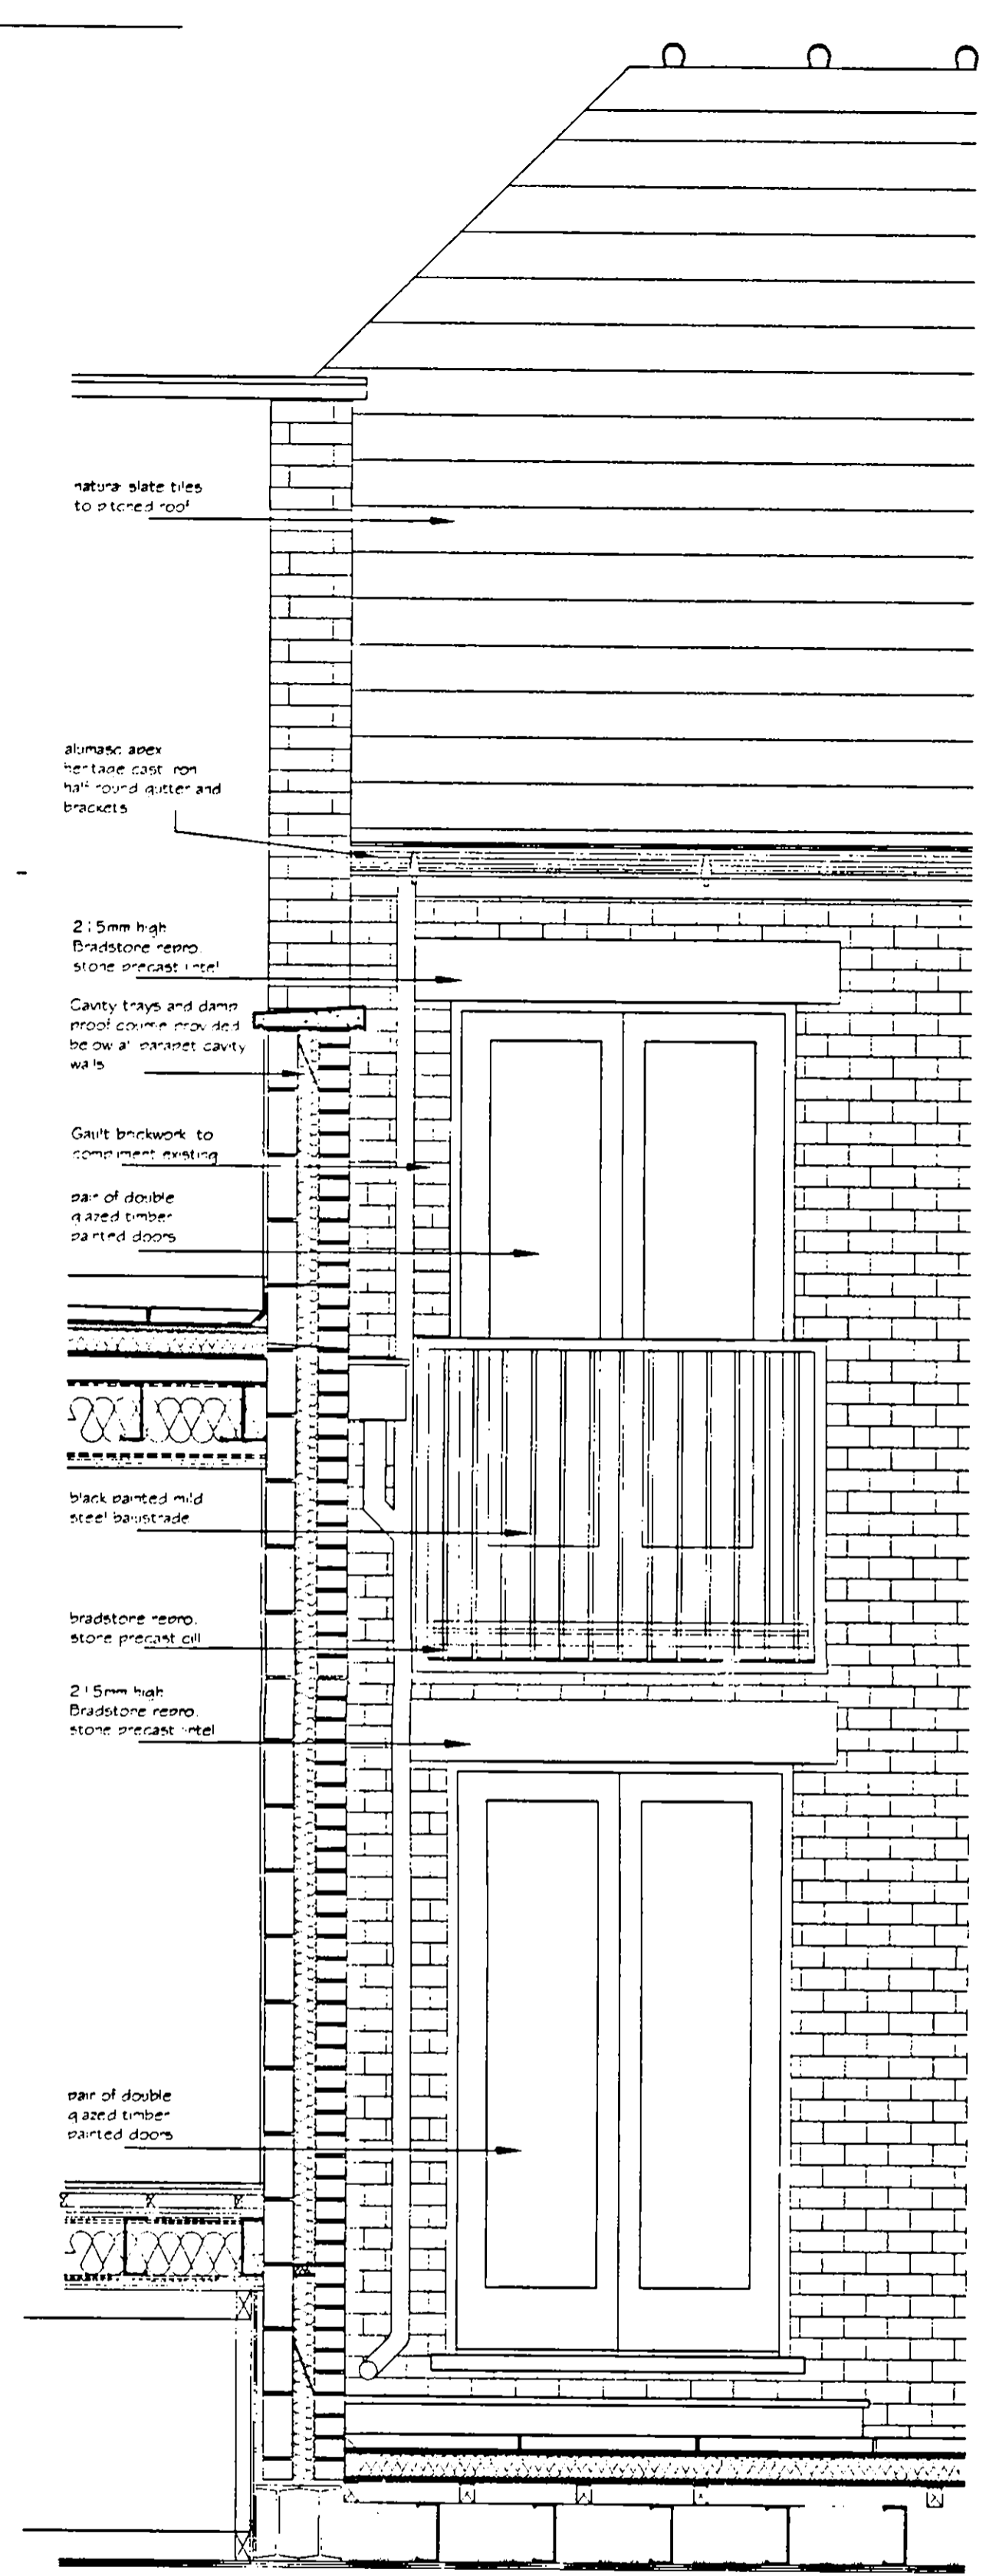 natural slate tiles
to pitched roof
alumasc apex
heritage cast iron
half round gutter and
brackets
215mm high
Bradstone repro.
stone precast lintel
Cavity trays and damp
proof course provided
below all parapet cavity
walls
Gault brickwork to
compliment existing
pair of double
glazed timber
painted doors
black painted mild
steel balustrade
bradstone repro.
stone precast cill
215mm high
Bradstone repro.
stone precast lintel
pair of double
glazed timber
painted doors